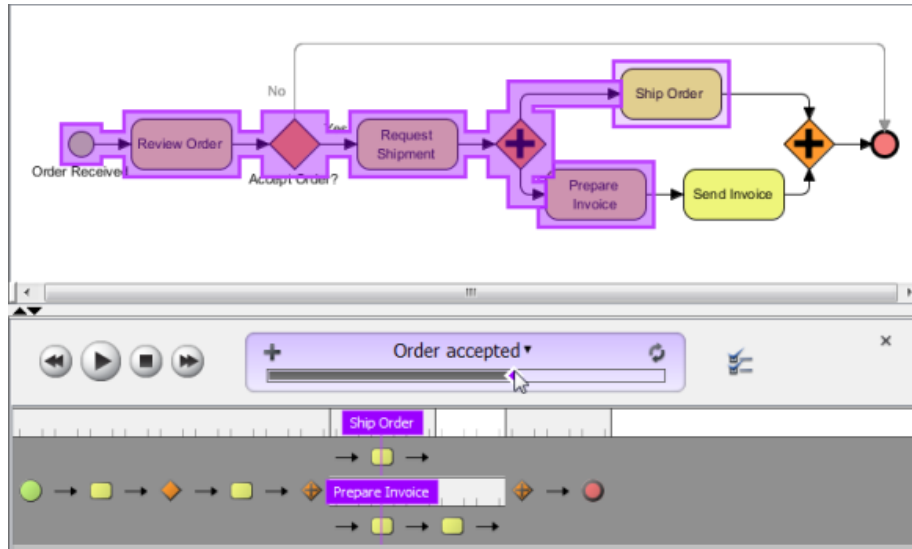 No
Ship Order
Review Order
Yes
Request
Shipment
Order Received
Accept Order?
Prepare
Invoice
Send Invoice
Order accepted
Ship Order
Prepare Invoice